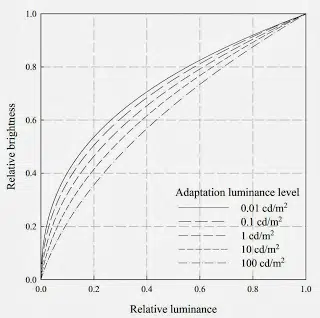 1.0
0.8
0.6
0.4
0.2
0.0
Relative brightness
Adaptation luminance level
0.01 cd/m²
0.1 cd/m²
1 cd/m²
10 cd/m²
100 cd/m²
0.0 0.2 0.4 0.6 0.8 1.0
Relative luminance